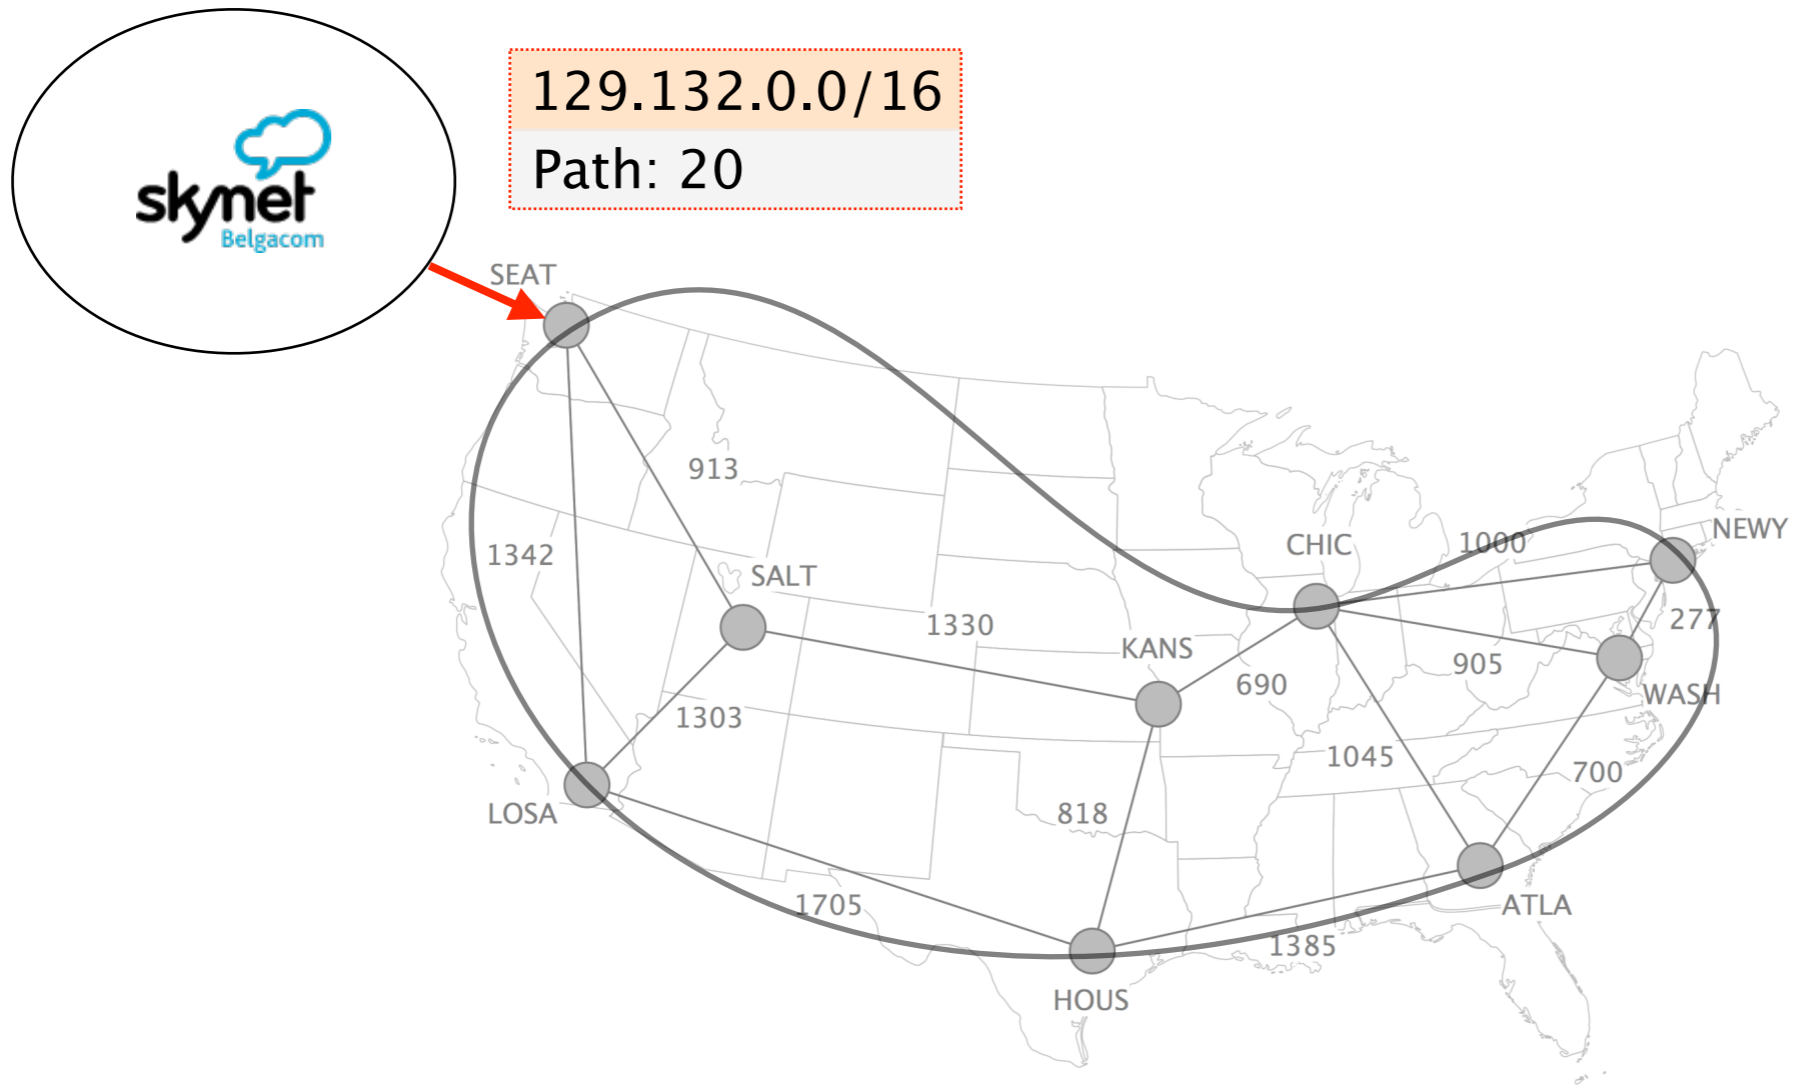 129.132.0.0/16
Path: 20
skynet
Belgacom
SEAT
913
1342
SALT
1330
1303
LOSA
1705
KANS
690
818
HOUS
1385
CHIC
1000
NEWY
277
905
WASH
1045
700
ATLA